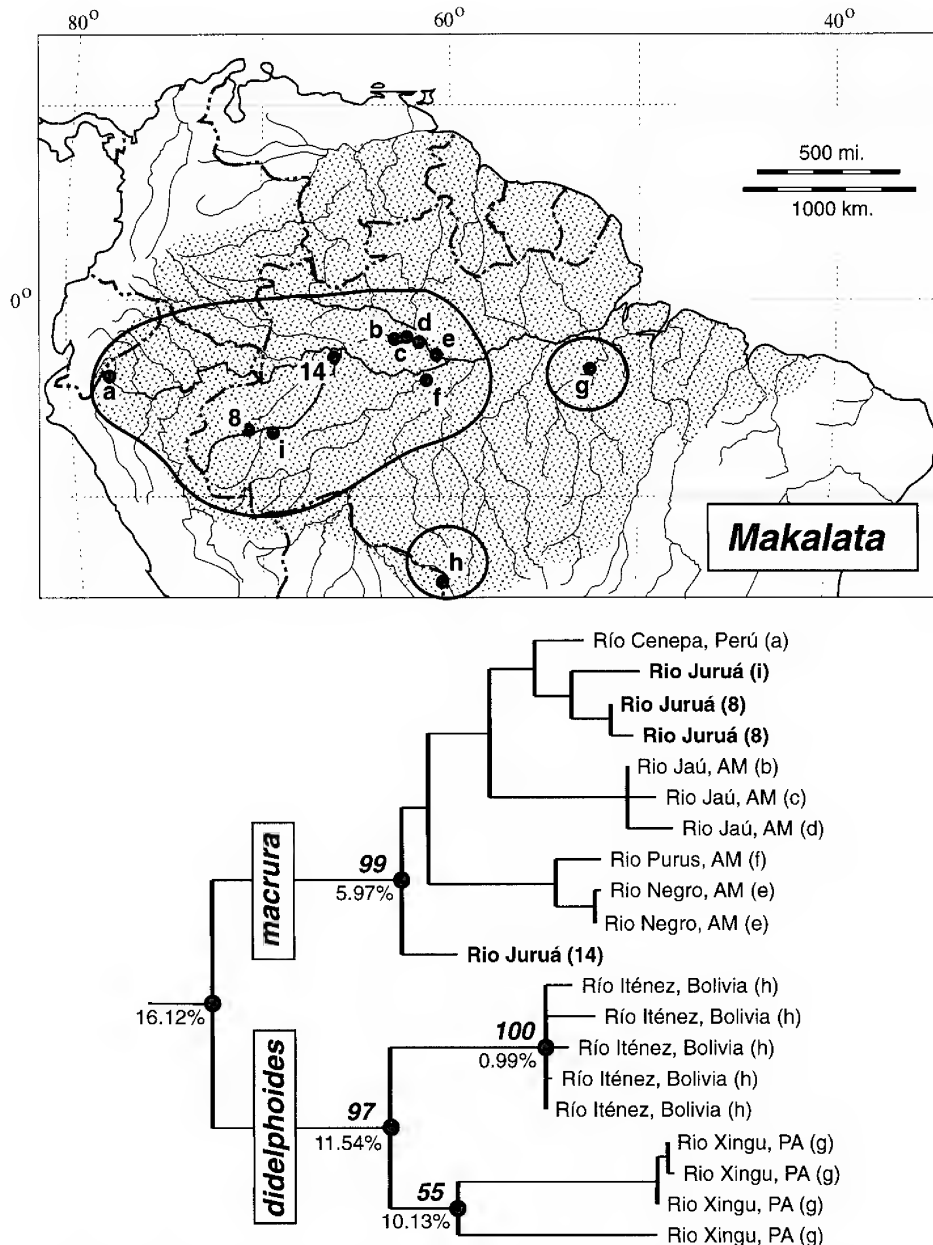 80° 60° 40°
500 mi.
1000 km.
0°
b
d
c
e
14
a
f
g
8
i
h
Makalata
Río Cenepa, Perú (a)
Rio Juruá (i)
Rio Juruá (8)
Rio Juruá (8)
Rio Jaú, AM (b)
Rio Jaú, AM (c)
Rio Jaú, AM (d)
macrura
99
5.97%
Rio Purus, AM (f)
Rio Negro, AM (e)
Rio Negro, AM (e)
Rio Juruá (14)
16.12%
Río Iténez, Bolivia (h)
Río Iténez, Bolivia (h)
100
0.99%
Río Iténez, Bolivia (h)
Río Iténez, Bolivia (h)
Río Iténez, Bolivia (h)
didelphoides
97
11.54%
Rio Xingu, PA (g)
Rio Xingu, PA (g)
Rio Xingu, PA (g)
55
10.13%
Rio Xingu, PA (g)